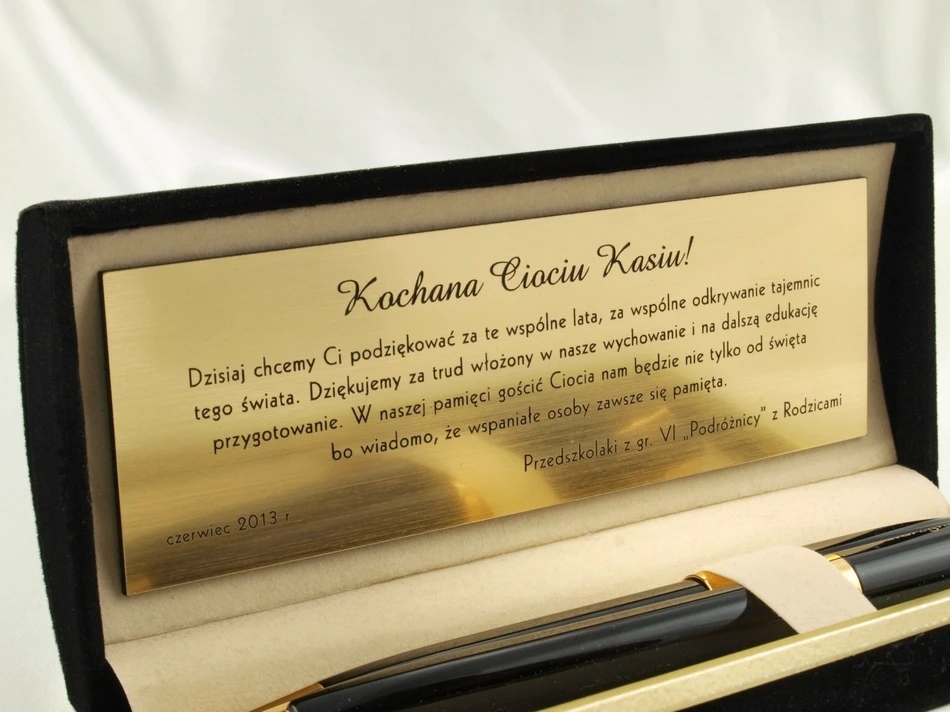 Kochana Ciociu Kasiu!
Dzisiaj chcemy Ci podziękować za te wspólne lata, za wspólne odkrywanie tajemnic
tego świata. Dziękujemy za trud włożony w nasze wychowanie i na dalszą edukację
przygotowanie. W naszej pamięci gościć Ciocia nam będzie nie tylko od święta
bo wiadomo, że wspaniałe osoby zawsze się pamięta.
Przedszkolaki z gr. VI „Podróżnicy” z Rodzicami
czerwiec 2013 r